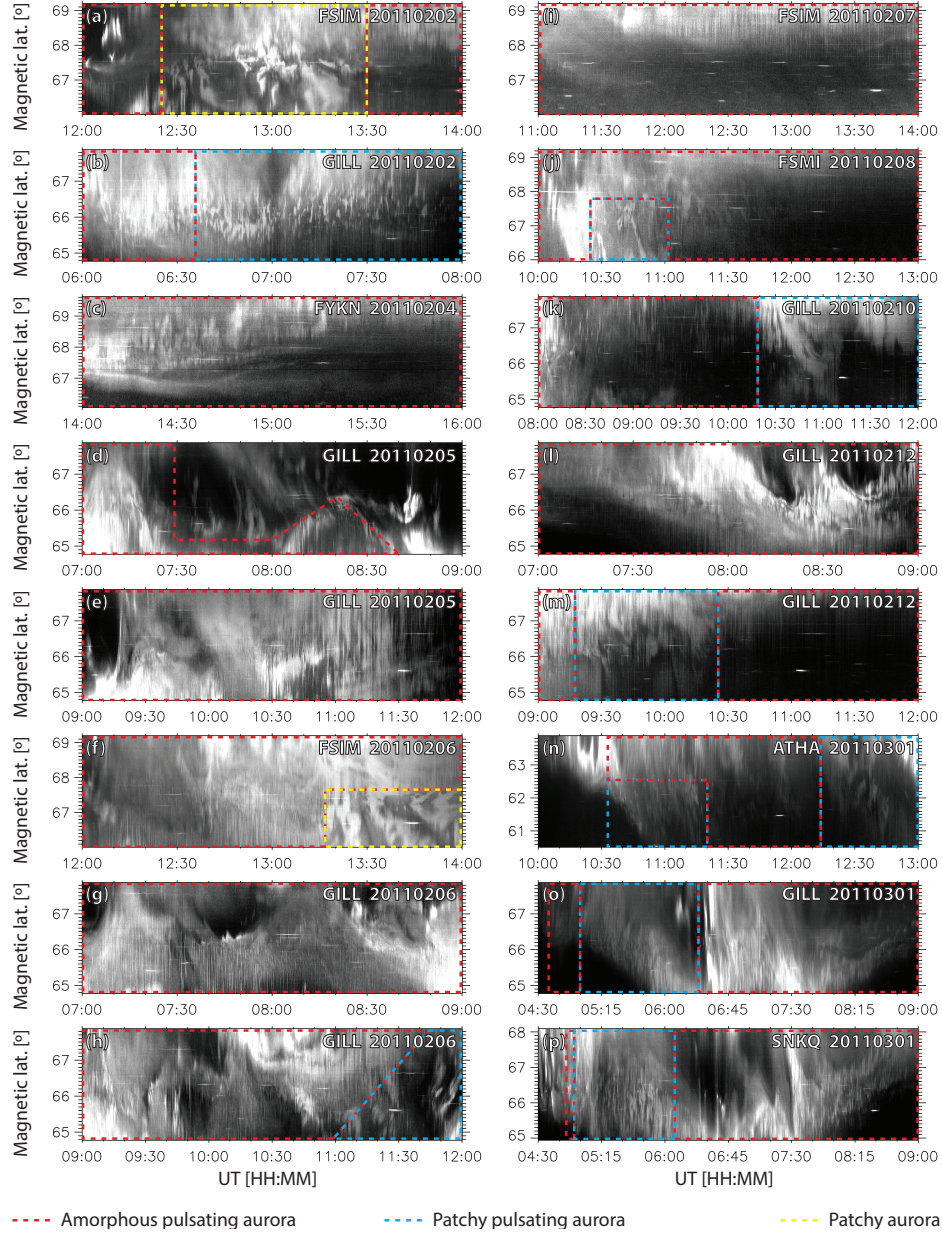 (a) FSIM 20110202
Magnetic lat. [º]
69
68
67
12:00 12:30 13:00 13:30 14:00
(b) GILL 20110202
Magnetic lat. [º]
67
66
65
06:00 06:30 07:00 07:30 08:00
(c) FYKN 20110204
Magnetic lat. [º]
69
68
67
14:00 14:30 15:00 15:30 16:00
(d) GILL 20110205
Magnetic lat. [º]
67
66
65
07:00 07:30 08:00 08:30 09:00
(e) GILL 20110205
Magnetic lat. [º]
67
66
65
09:00 09:30 10:00 10:30 11:00 11:30 12:00
(f) FSIM 20110206
Magnetic lat. [º]
69
68
67
12:00 12:30 13:00 13:30 14:00
(g) GILL 20110206
Magnetic lat. [º]
67
66
65
07:00 07:30 08:00 08:30 09:00
(h) GILL 20110206
Magnetic lat. [º]
67
66
65
09:00 09:30 10:00 10:30 11:00 11:30 12:00
UT [HH:MM]
(i) FSIM 20110207
69
68
67
11:00 11:30 12:00 12:30 13:00 13:30 14:00
(j) FSMI 20110208
69
68
67
66
10:00 10:30 11:00 11:30 12:00 12:30 13:00
(k) GILL 20110210
67
66
65
08:00 08:30 09:00 09:30 10:00 10:30 11:00 11:30 12:00
(l) GILL 20110212
67
66
65
07:00 07:30 08:00 08:30 09:00
(m) GILL 20110212
67
66
65
09:00 09:30 10:00 10:30 11:00 11:30 12:00
(n) ATHA 20110301
63
62
61
10:30 11:00 11:30 12:00 12:30 13:00
(o) GILL 20110301
67
66
65
04:30 05:15 06:00 06:45 07:30 08:15 09:00
(p) SNKQ 20110301
68
67
66
65
04:30 05:15 06:00 06:45 07:30 08:15 09:00
UT [HH:MM]
Amorphous pulsating aurora Patchy pulsating aurora Patchy aurora